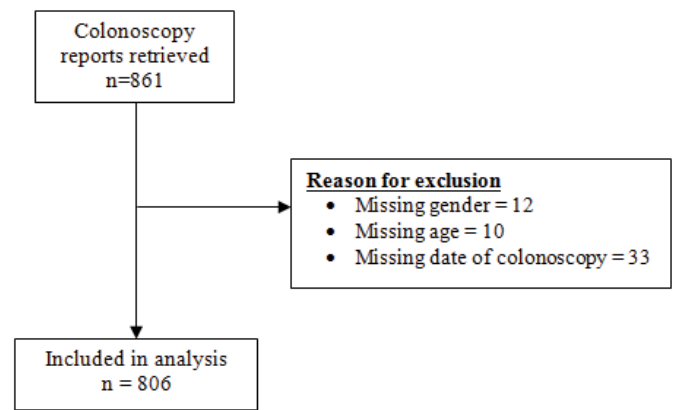 Colonoscopy
reports retrieved
n=861
Reason for exclusion
• Missing gender = 12
• Missing age = 10
• Missing date of colonoscopy = 33
Included in analysis
n = 806